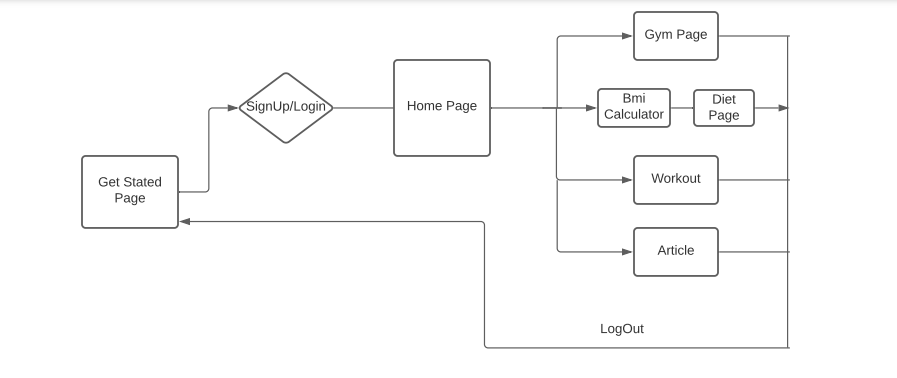 Gym Page
SignUp/Login
Home Page
Bmi
Calculator
Diet
Page
Get Stated
Page
Workout
Article
LogOut